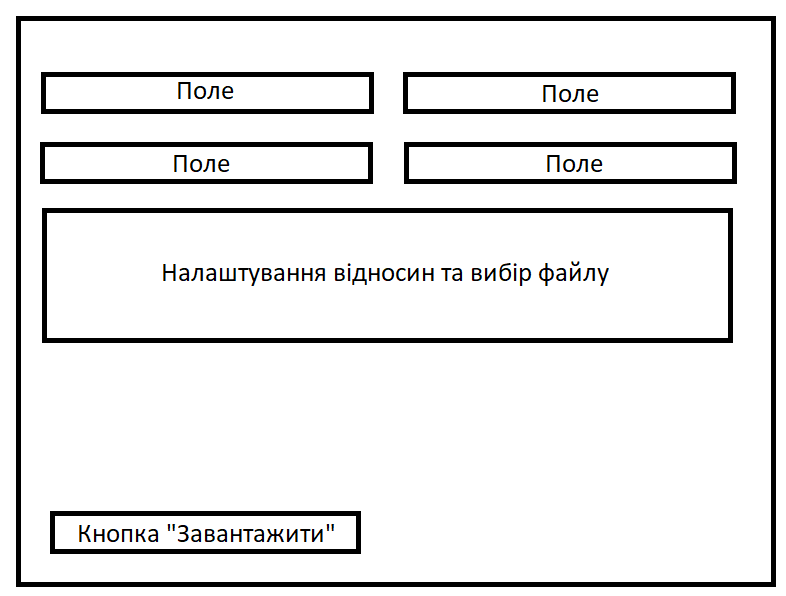 Поле
Поле
Поле
Поле
Налаштування відносин та вибір файлу
Кнопка "Завантажити"